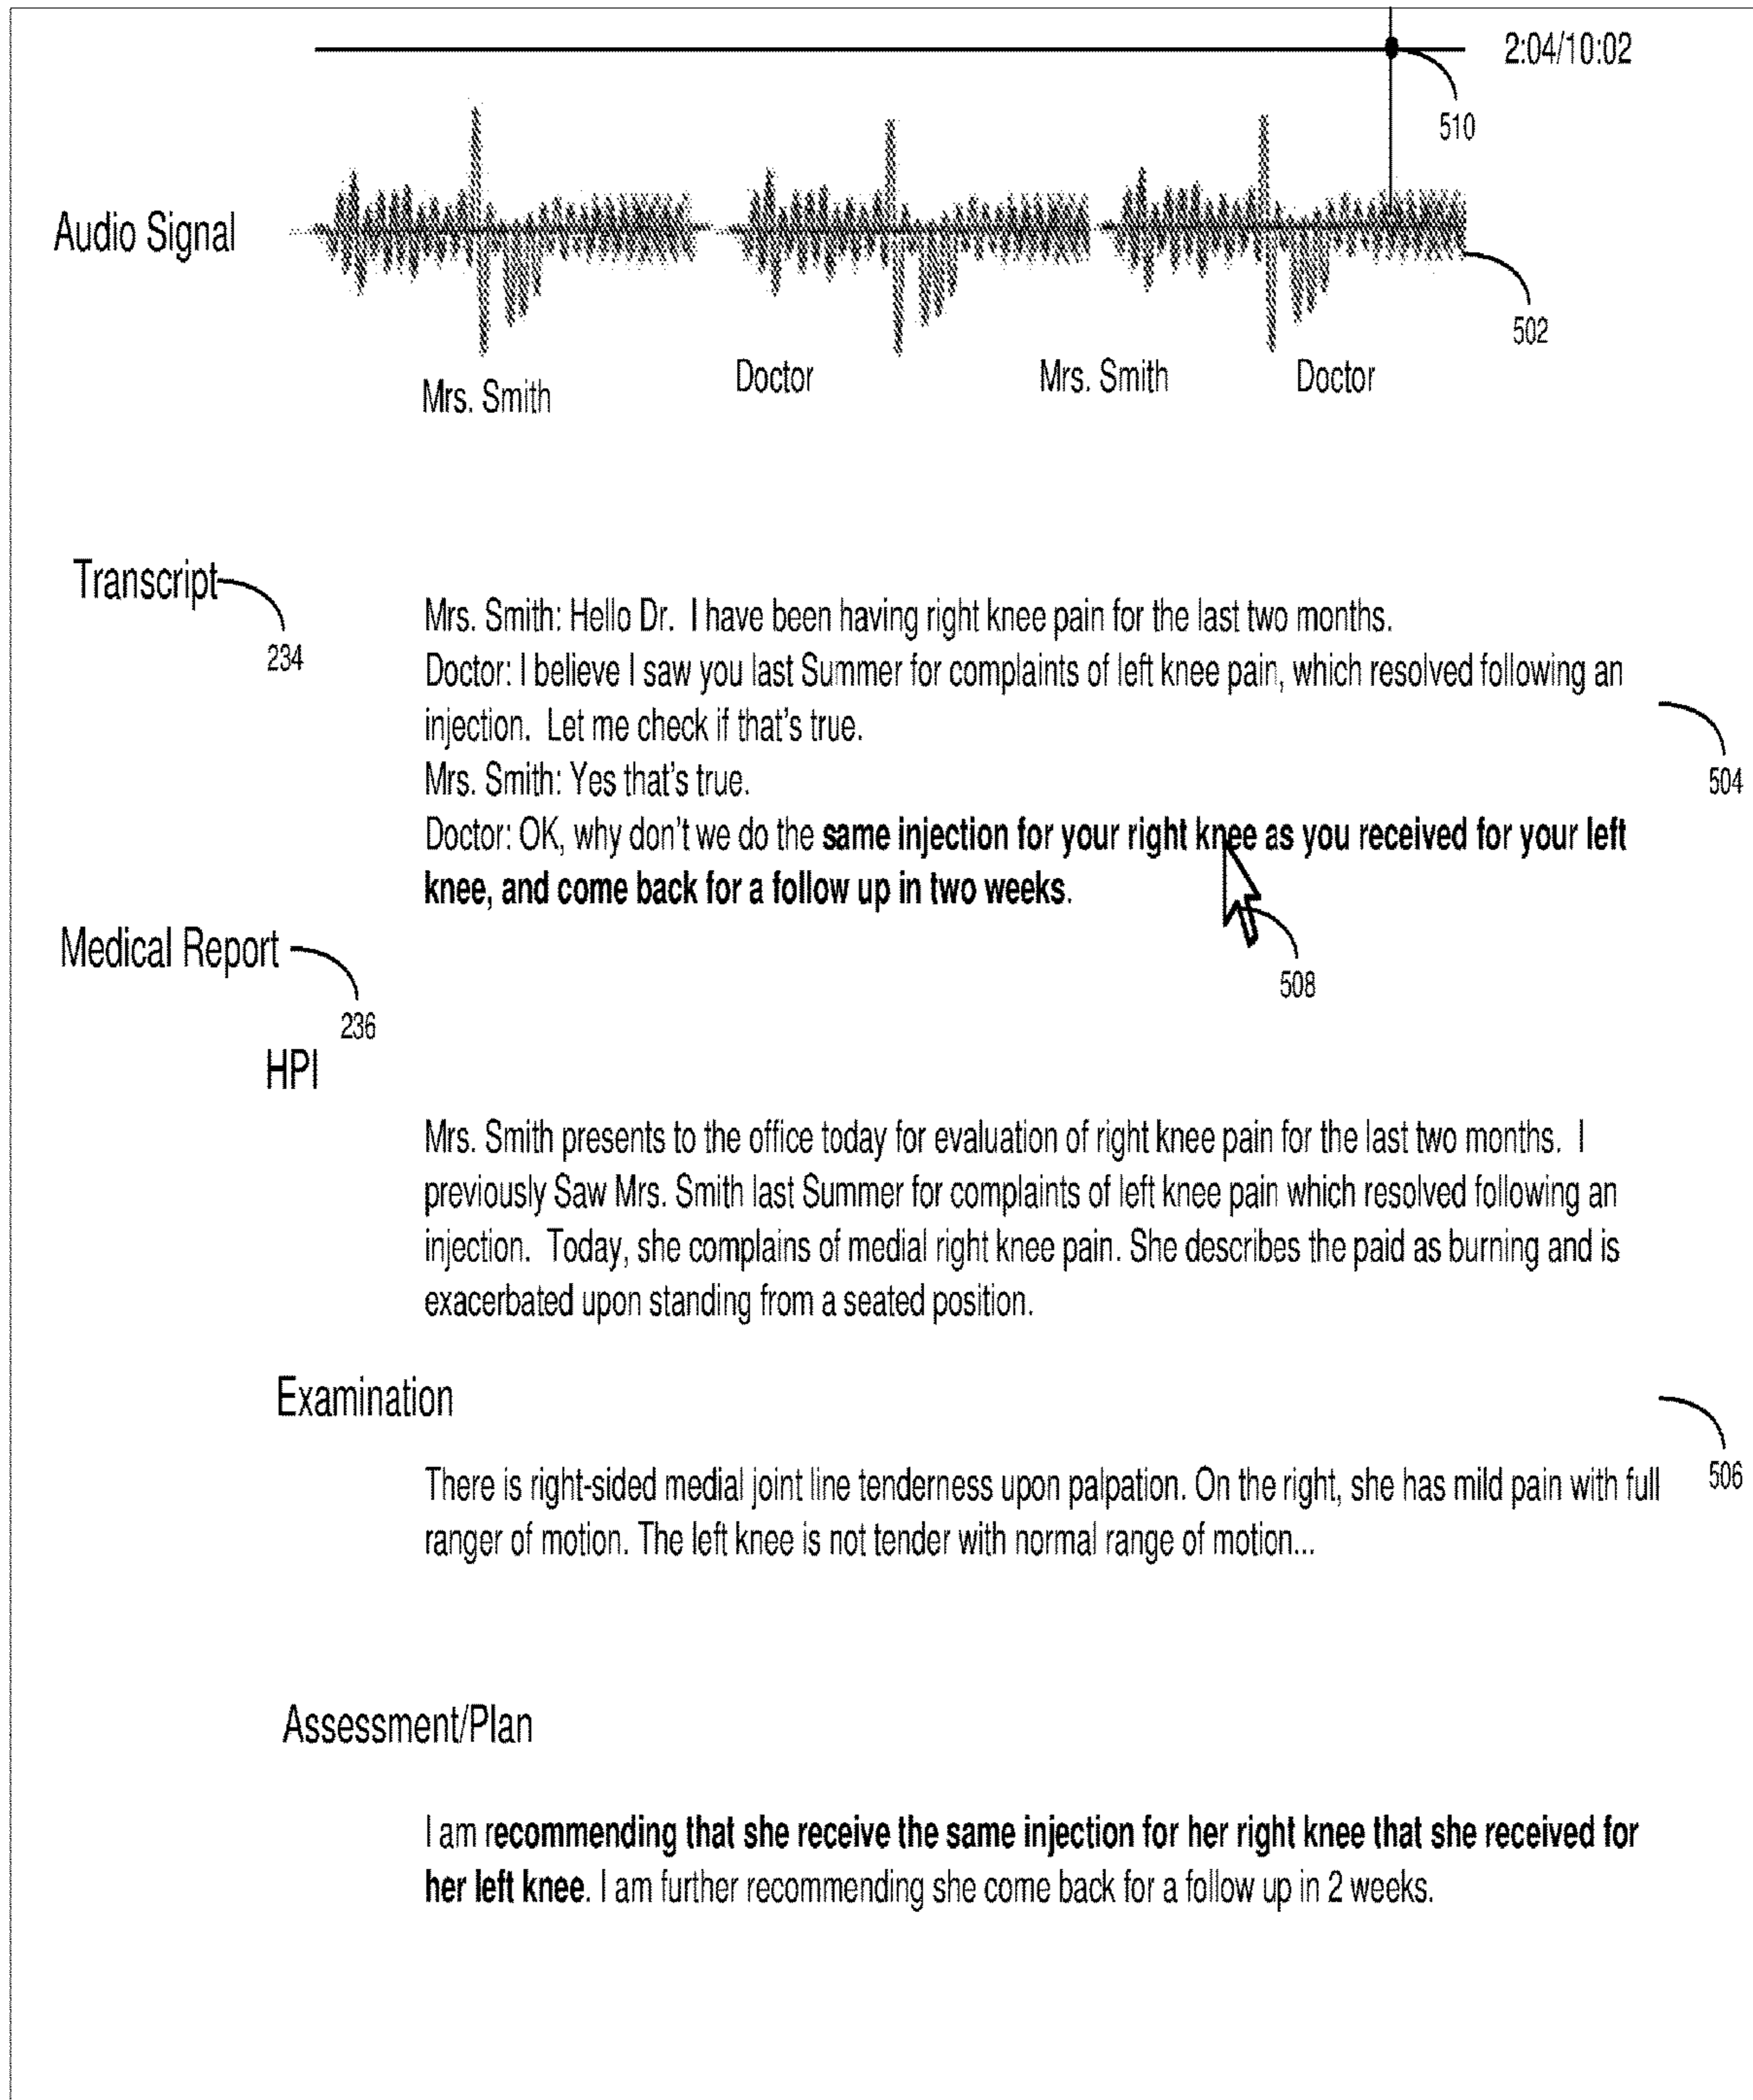 2:04/10:02
510
Audio Signal
502
Mrs. Smith
Doctor
Mrs. Smith
Doctor
Transcript
234
Mrs. Smith: Hello Dr.  I have been having right knee pain for the last two months.
Doctor: I believe I saw you last Summer for complaints of left knee pain, which resolved following an
injection.  Let me check if that's true.
504
Mrs. Smith: Yes that's true.
Doctor: OK, why don't we do the same injection for your right knee as you received for your left
knee, and come back for a follow up in two weeks.
508
Medical Report
236
HPI
Mrs. Smith presents to the office today for evaluation of right knee pain for the last two months.  I
previously Saw Mrs. Smith last Summer for complaints of left knee pain which resolved following an
injection.  Today, she complains of medial right knee pain. She describes the paid as burning and is
exacerbated upon standing from a seated position.
Examination
506
There is right-sided medial joint line tenderness upon palpation. On the right, she has mild pain with full
ranger of motion. The left knee is not tender with normal range of motion...
Assessment/Plan
I am recommending that she receive the same injection for her right knee that she received for
her left knee. I am further recommending she come back for a follow up in 2 weeks.